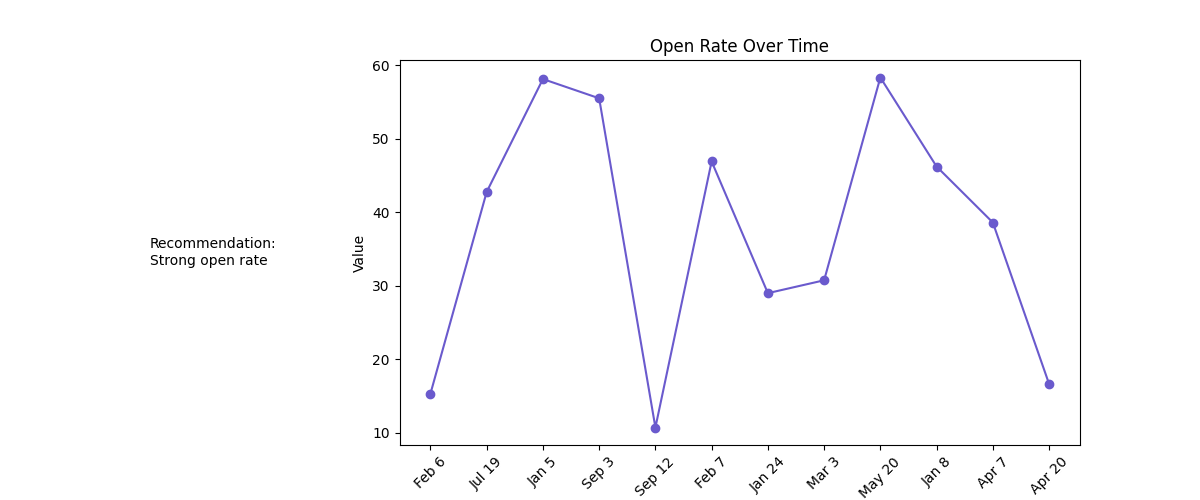 Open Rate Over Time
Recommendation:
Strong open rate
Value
60
50
40
30
20
10
Feb 6
Jul 19
Jan 5
Sep 3
Sep 12
Feb 7
Jan 24
Mar 3
May 20
Jan 8
Apr 7
Apr 20